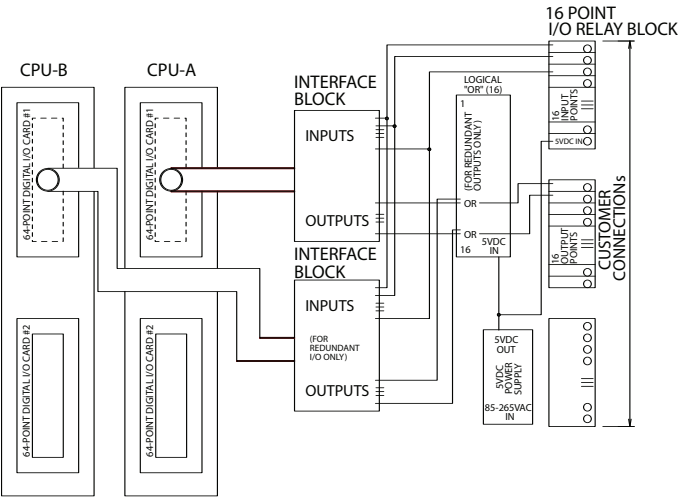 16 POINT
I/O RELAY BLOCK
CPU-B
CPU-A
INTERFACE
BLOCK
LOGICAL
"OR" (16)
64-POINT DIGITAL I/O CARD #1
64-POINT DIGITAL I/O CARD #1
INPUTS
OUTPUTS
1
(FOR REDUNDANT
OUTPUTS ONLY)
OR
OR
16
5VDC
IN
16
INPUT
POINTS
5VDC IN
16
OUTPUT
POINTS
CUSTOMER
CONNECTIONs
INTERFACE
BLOCK
INPUTS
(FOR
REDUNDANT
I/O ONLY)
OUTPUTS
64-POINT DIGITAL I/O CARD #2
64-POINT DIGITAL I/O CARD #2
5VDC
OUT
5VDC
POWER
SUPPLY
85-265VAC
IN